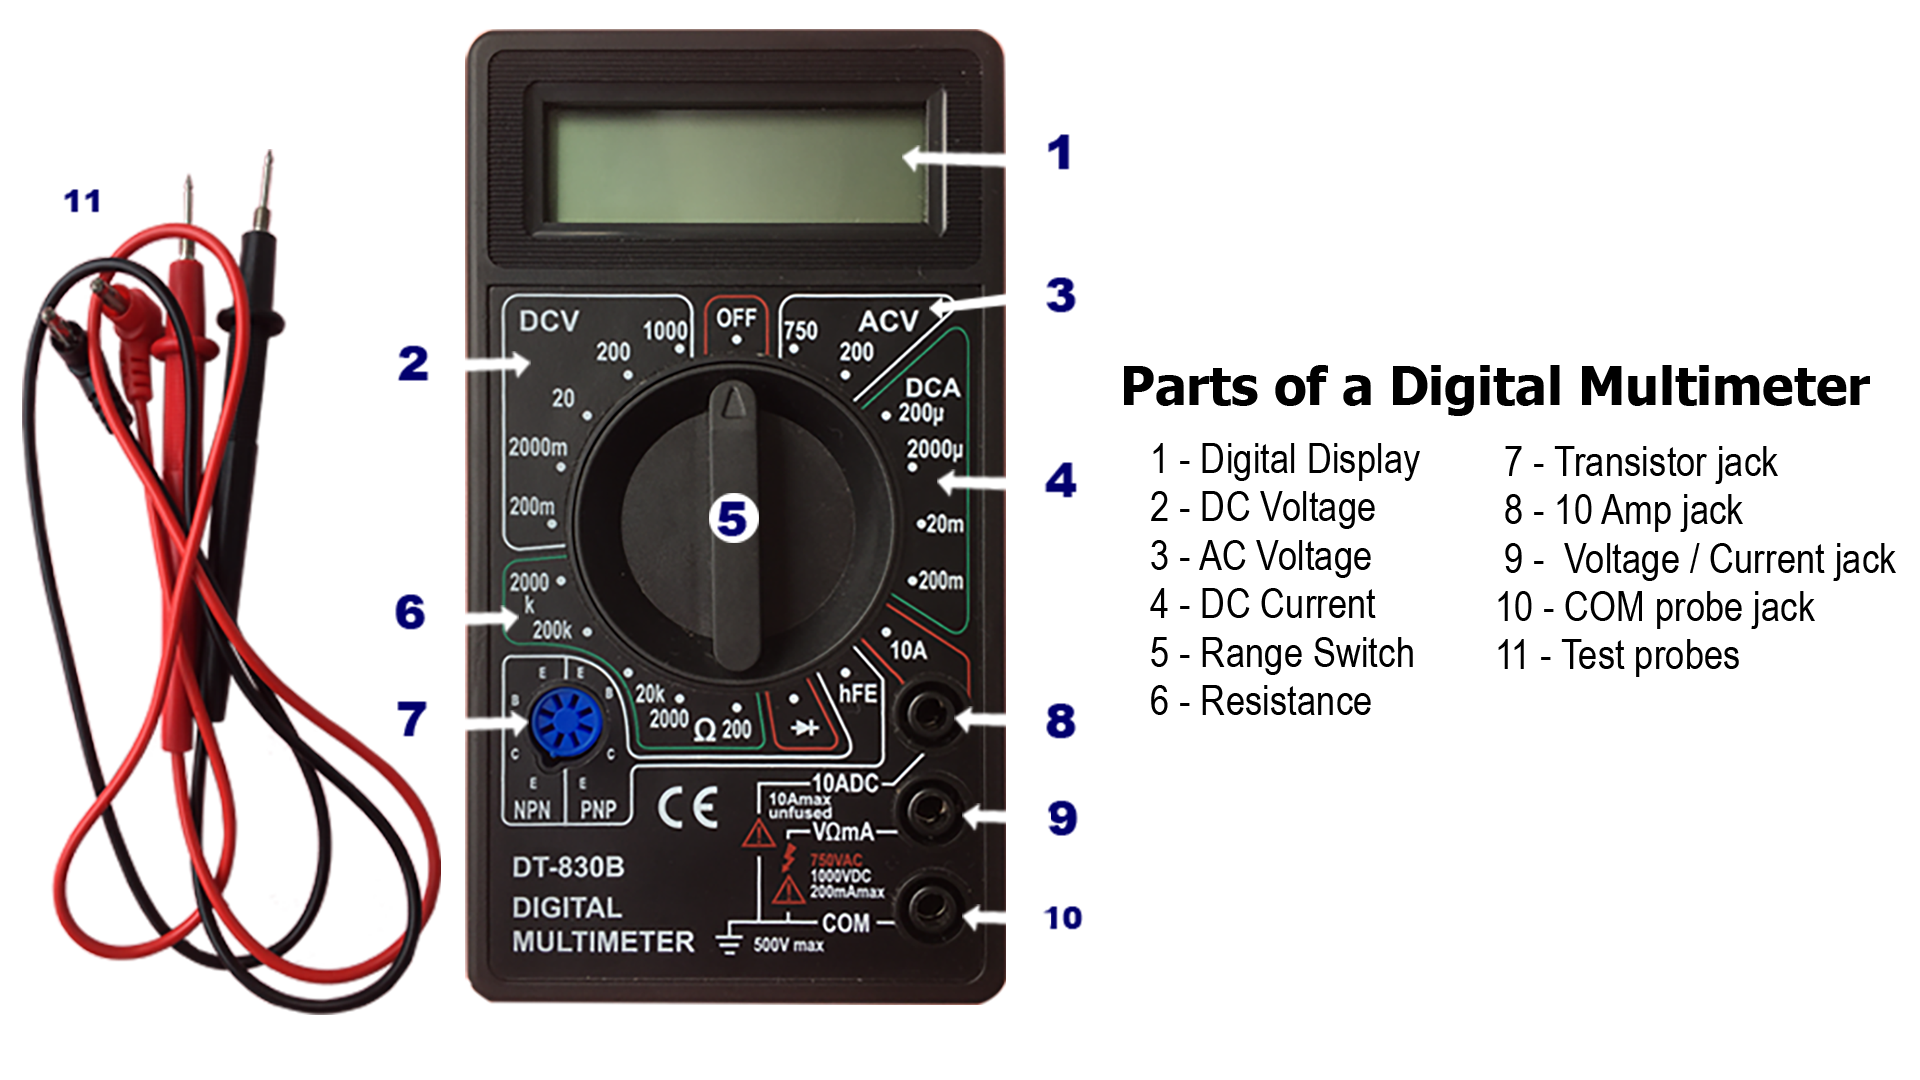 11
1
3
2
4
5
6
7
8
9
10
DCV
1000
OFF
750
ACV
200
200
20
DCA
200µ
2000m
2000µ
200m
20m
2000
k
200m
200k
10A
20k
2000
Ω 200
hFE
E E
B B
C C
E E
NPN PNP
CE
10ADC
10Amax
unfused
VΩmA
750VAC
1000VDC
200mAmax
COM
500V max
DT-830B
DIGITAL
MULTIMETER
Parts of a Digital Multimeter
1 - Digital Display
2 - DC Voltage
3 - AC Voltage
4 - DC Current
5 - Range Switch
6 - Resistance
7 - Transistor jack
8 - 10 Amp jack
9 - Voltage / Current jack
10 - COM probe jack
11 - Test probes